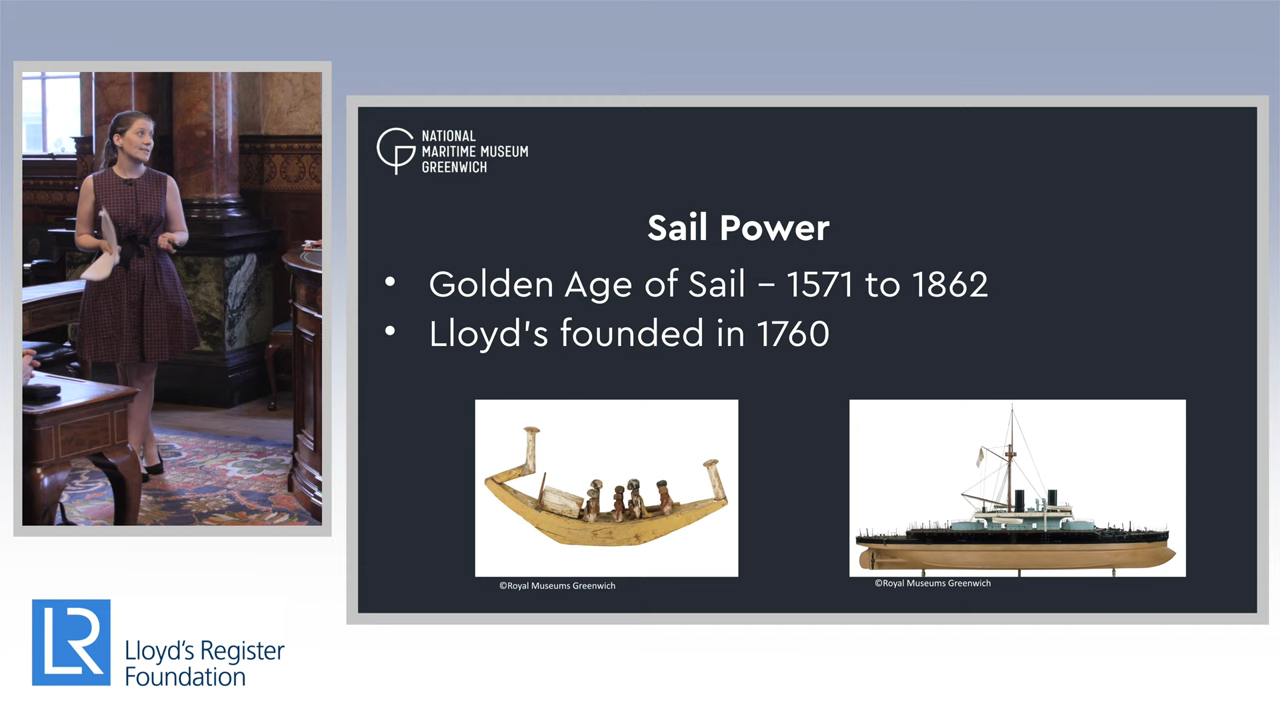 NATIONAL
MARITIME MUSEUM
GREENWICH
Sail Power
• Golden Age of Sail – 1571 to 1862
• Lloyd's founded in 1760
©Royal Museums Greenwich
©Royal Museums Greenwich
LR
Lloyd's Register
Foundation